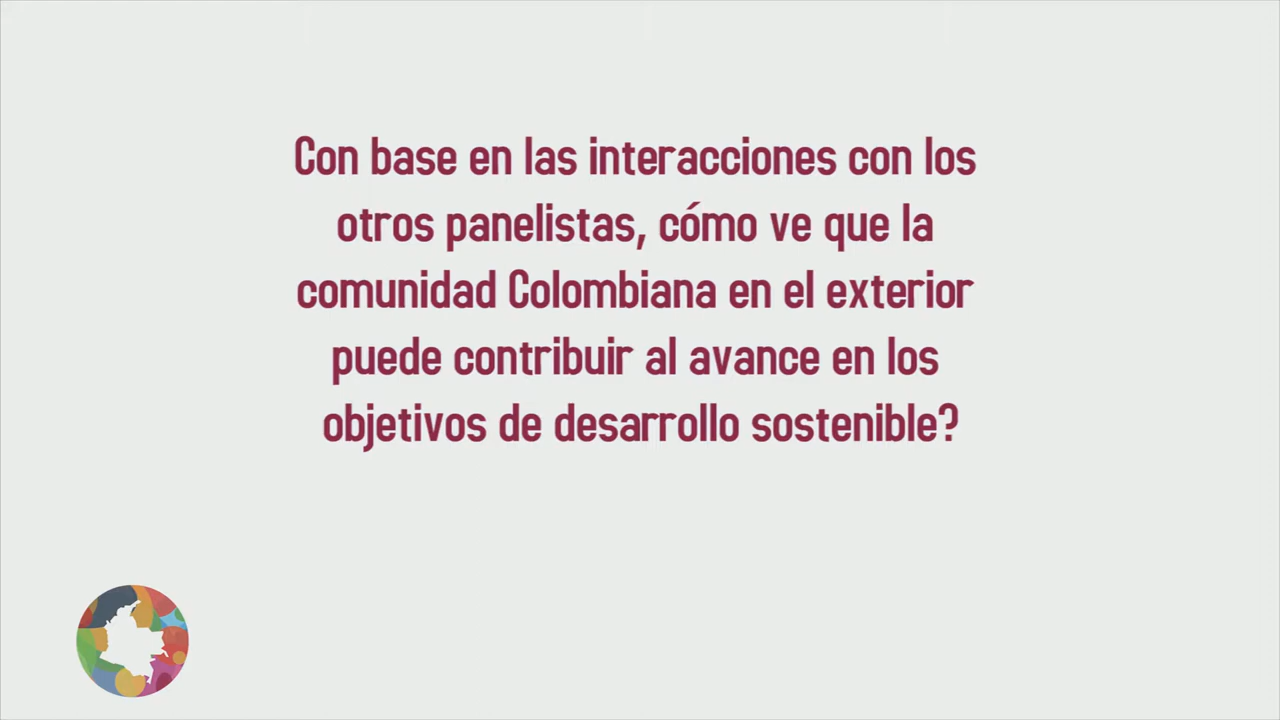 Con base en las interacciones con los
otros panelistas, cómo ve que la
comunidad Colombiana en el exterior
puede contribuir al avance en los
objetivos de desarrollo sostenible?